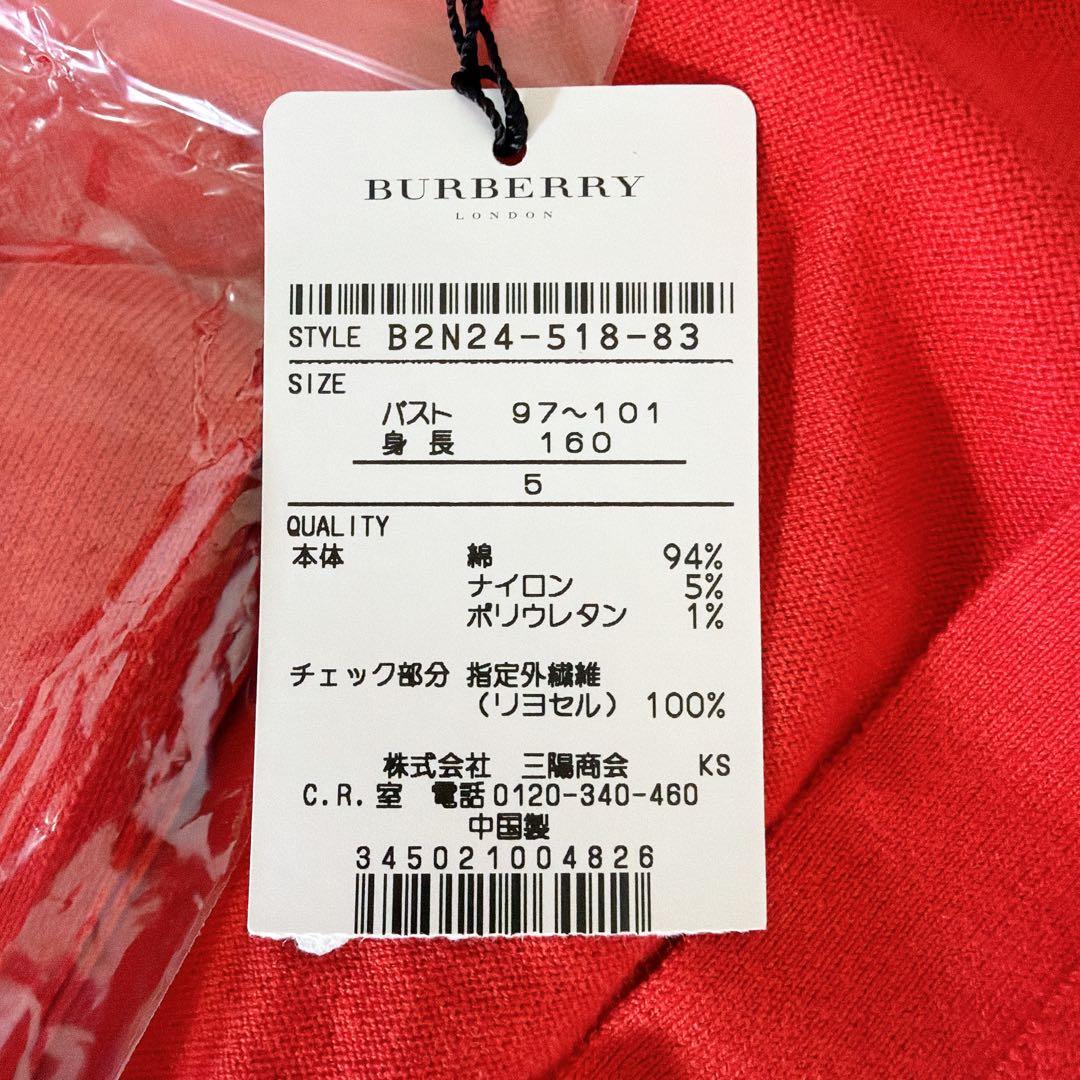 BURBERRY
LONDON
STYLE B2N24-518-83
SIZE
バスト 97〜101
身長 160
5
QUALITY
本体 綿 94%
ナイロン 5%
ポリウレタン 1%
チェック部分 指定外繊維
(リヨセル) 100%
株式会社 三陽商会 KS
C.R.室 電話0120-340-460
中国製
345021004826